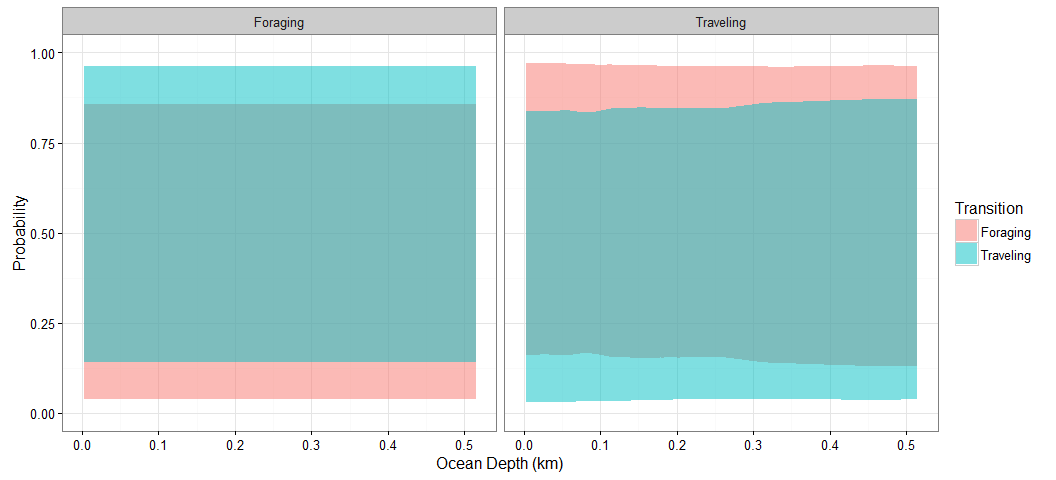 Foraging
Traveling
Probability
1.00
0.75
0.50
0.25
0.00
0.0 0.1 0.2 0.3 0.4 0.5
0.0 0.1 0.2 0.3 0.4 0.5
Ocean Depth (km)
Transition
Foraging
Traveling